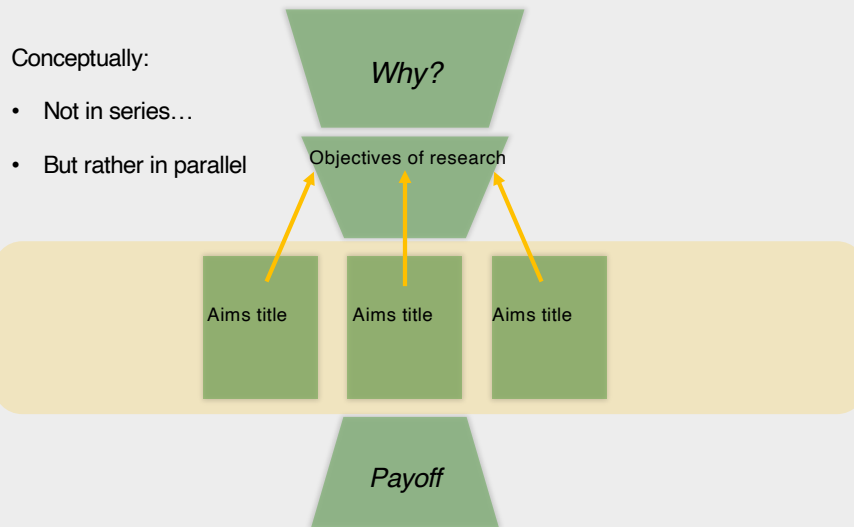 Conceptually:
• Not in series…
• But rather in parallel
Why?
Objectives of research
Aims title
Aims title
Aims title
Payoff